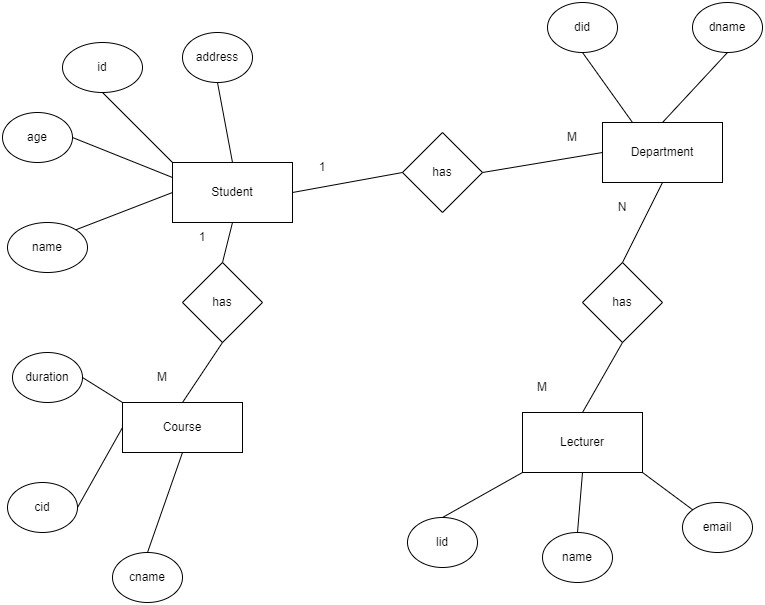 did
dname
address
id
age
1
M
has
Department
Student
N
name
1
has
has
duration
M
M
Course
Lecturer
cid
email
lid
name
cname